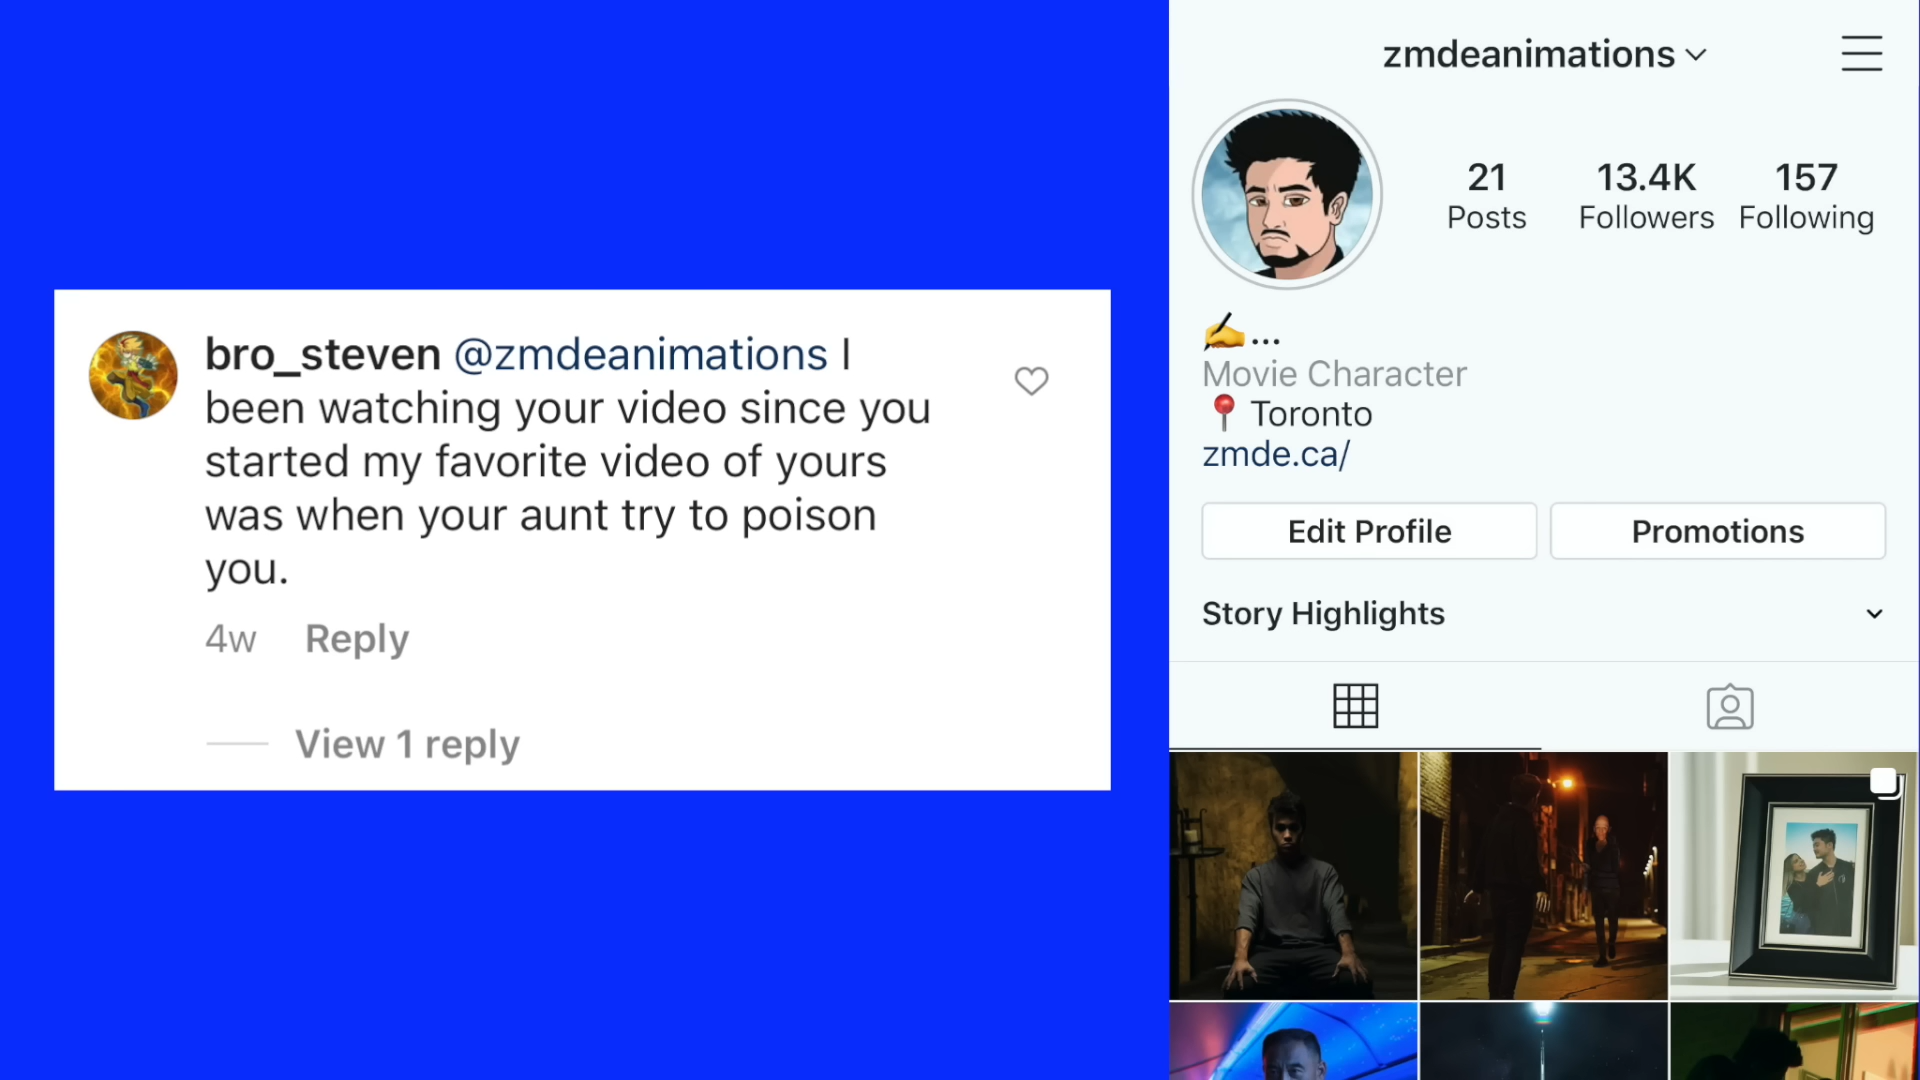 bro_steven @zmdeanimations I
been watching your video since you
started my favorite video of yours
was when your aunt try to poison
you.
4w Reply
View 1 reply
zmdeanimations
21 13.4K 157
Posts Followers Following
✍️...
Movie Character
📍 Toronto
zmde.ca/
Edit Profile Promotions
Story Highlights